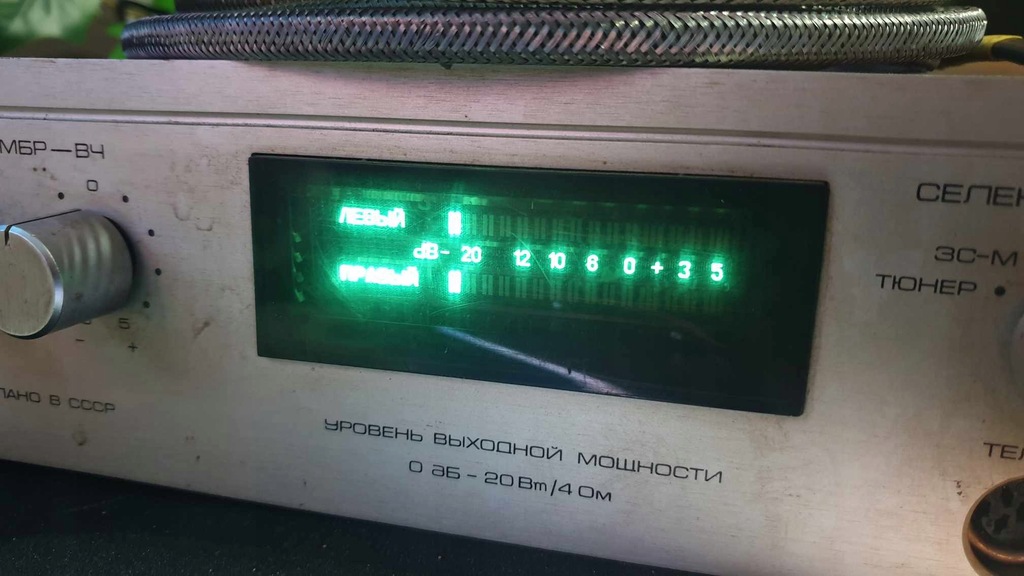 МБР—ВЧ
0
5
-
+
ЛАНО В СССР
ЛЕВЫЙ
dB- 20 12 10 6 0 + 3 5
ПРАВЫЙ
УРОВЕНЬ ВЫХОДНОЙ МОЩНОСТИ
0 дБ - 20 Вт/4 Ом
СЕЛЕК
ЗС-М
ТЮНЕР
ТЕЛ